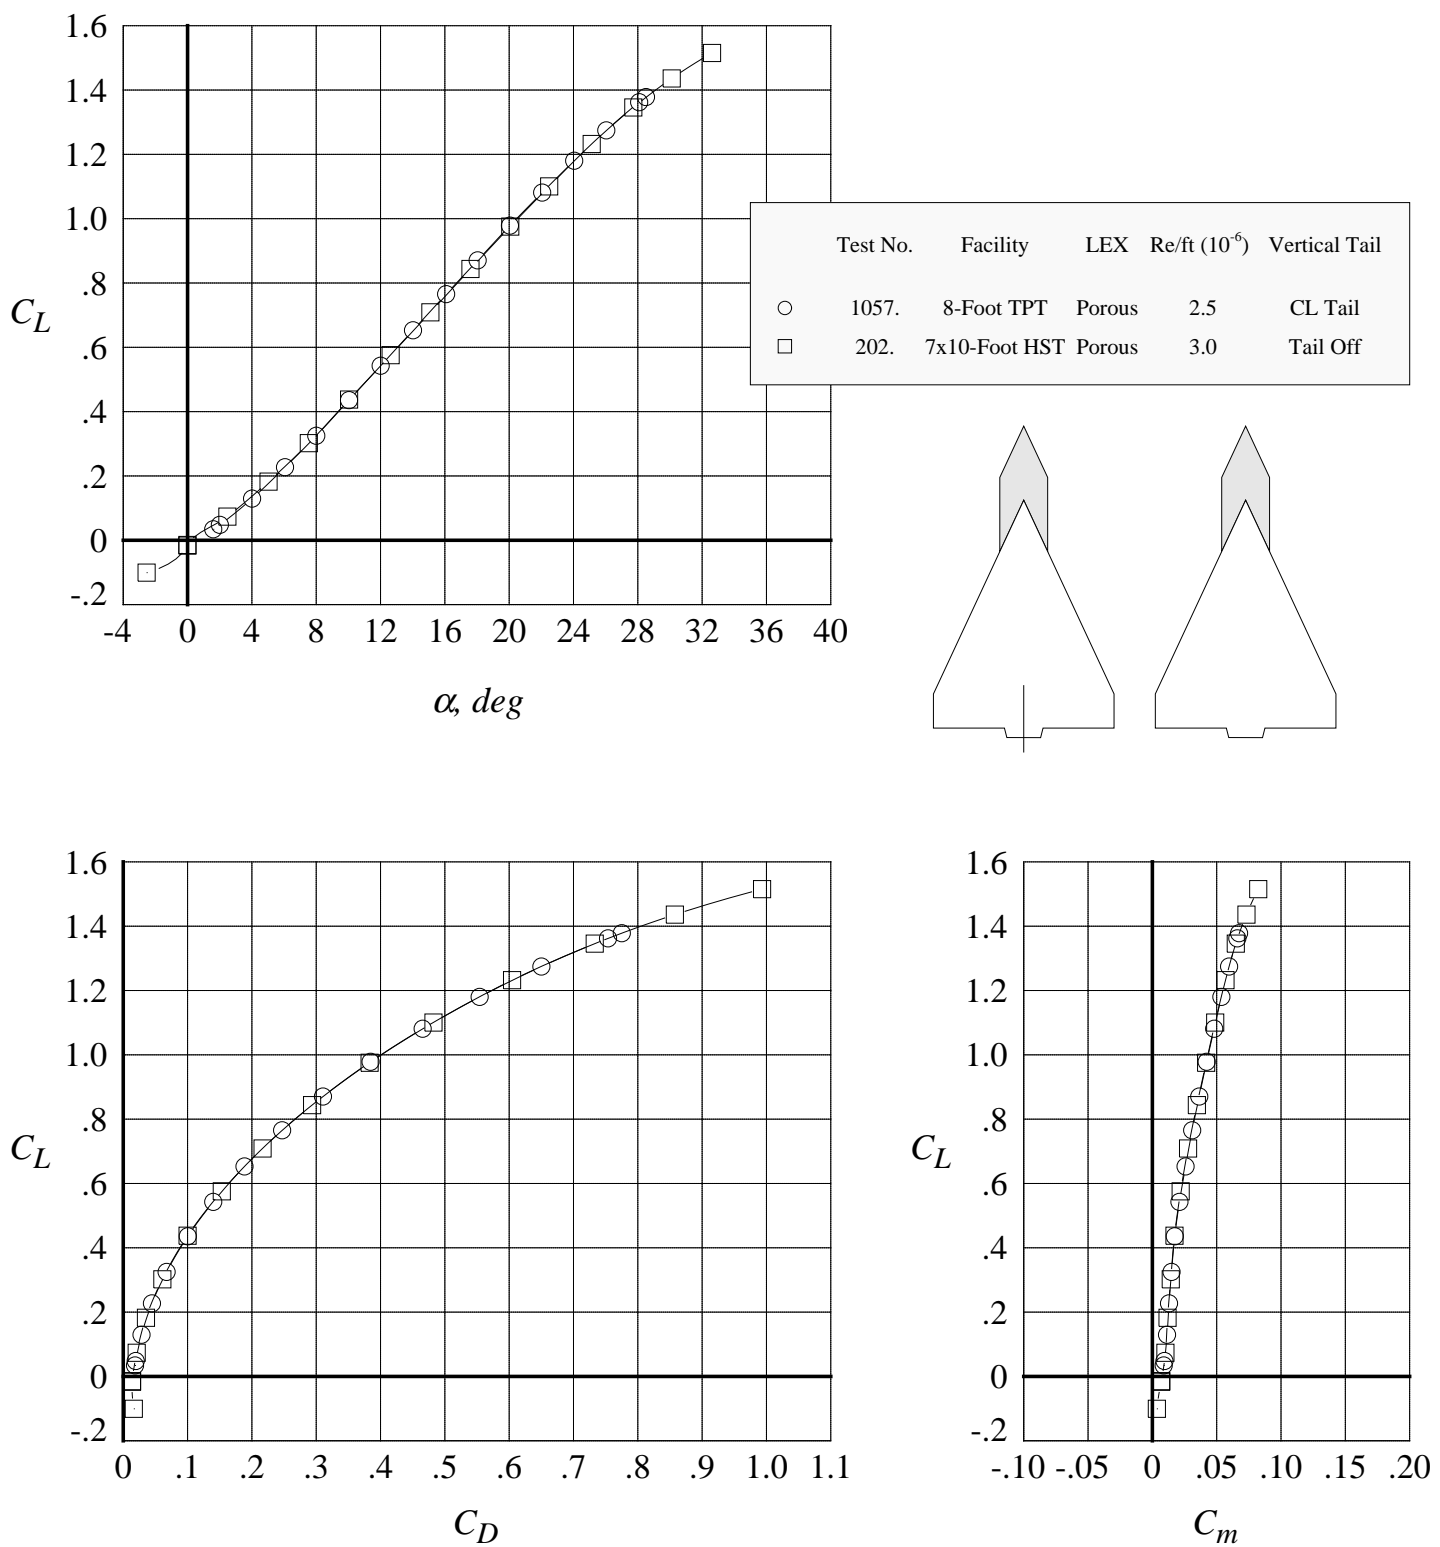 1.6
1.4
1.2
1.0
.8
.6
.4
.2
0
-.2
C_L
-4 0 4 8 12 16 20 24 28 32 36 40
α, deg
Test No. Facility LEX Re/ft (10^-6) Vertical Tail
1057. 8-Foot TPT Porous 2.5 CL Tail
202. 7x10-Foot HST Porous 3.0 Tail Off
1.6
1.4
1.2
1.0
.8
.6
.4
.2
0
-.2
C_L
0 .1 .2 .3 .4 .5 .6 .7 .8 .9 1.0 1.1
C_D
1.6
1.4
1.2
1.0
.8
.6
.4
.2
0
-.2
C_L
-.10 -.05 0 .05 .10 .15 .20
C_m